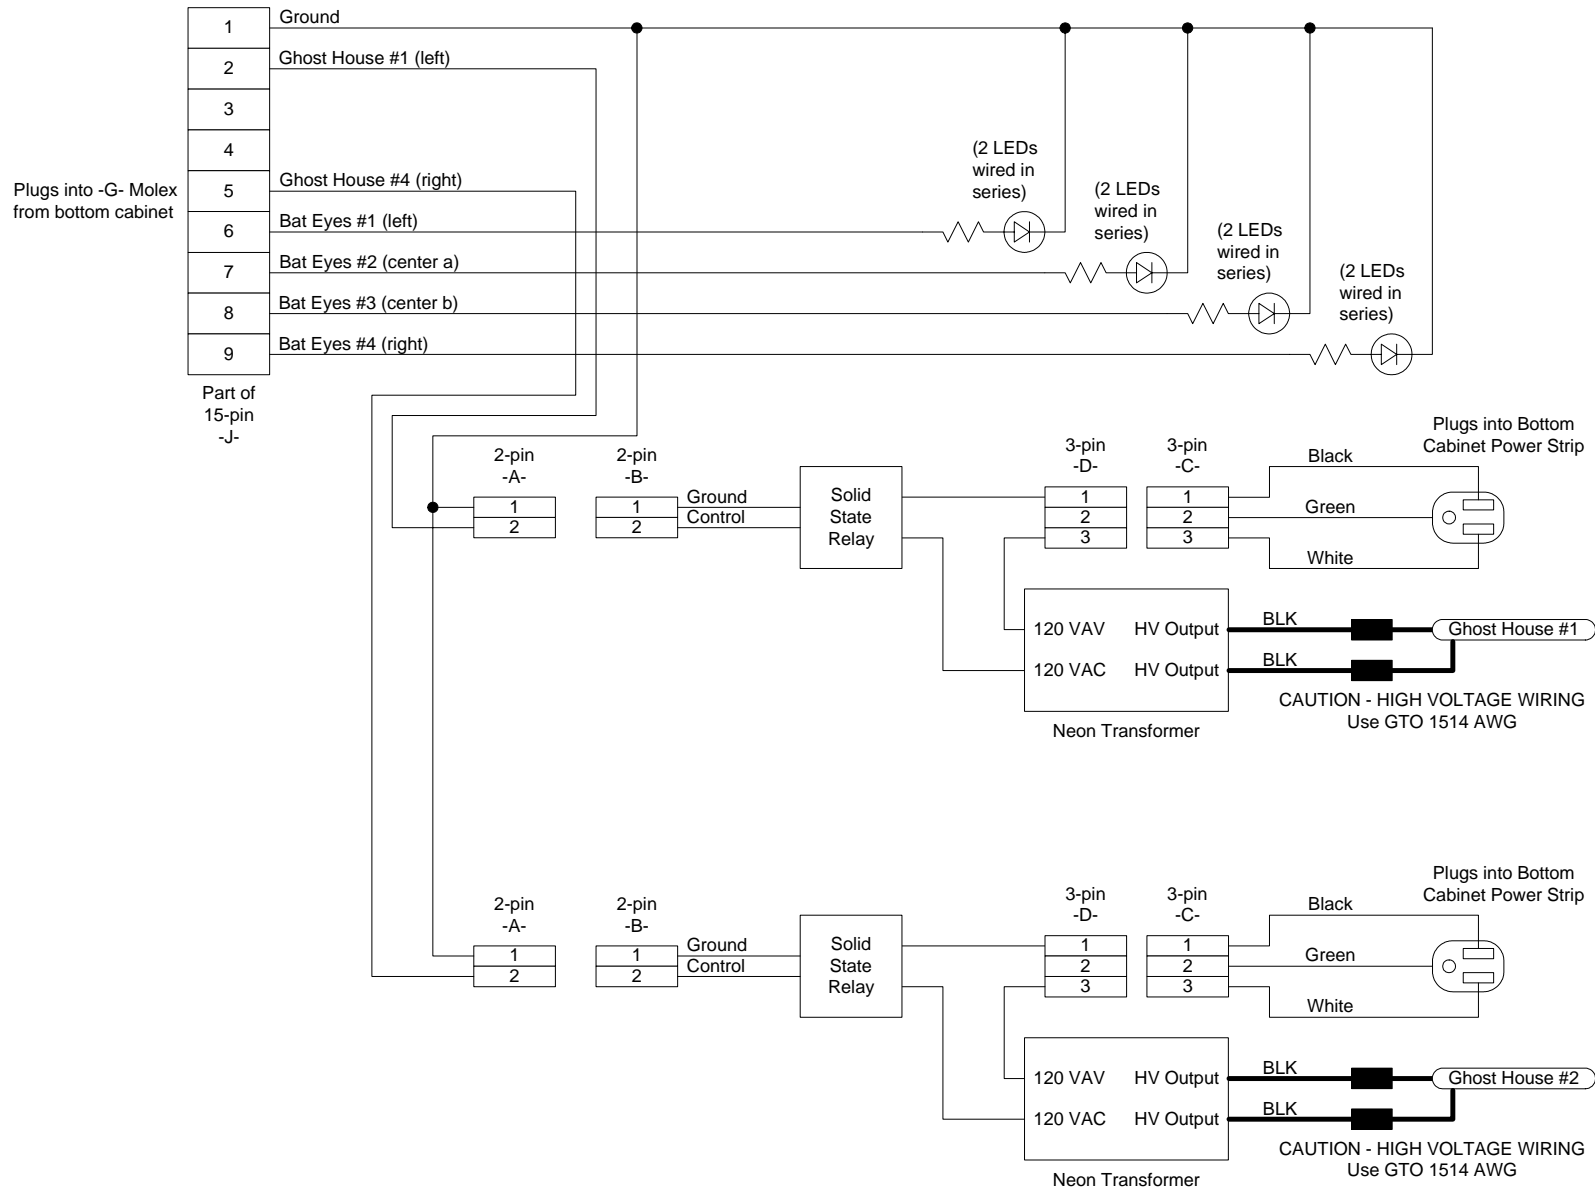 1
Ground
2
Ghost House #1 (left)
3
4
5
Ghost House #4 (right)
6
Bat Eyes #1 (left)
7
Bat Eyes #2 (center a)
8
Bat Eyes #3 (center b)
9
Bat Eyes #4 (right)
Plugs into -G- Molex
from bottom cabinet
Part of
15-pin
-J-
(2 LEDs
wired in
series)
(2 LEDs
wired in
series)
(2 LEDs
wired in
series)
(2 LEDs
wired in
series)
2-pin
-A-
1
2
2-pin
-B-
1
2
Ground
Control
Solid
State
Relay
3-pin
-D-
1
2
3
3-pin
-C-
1
2
3
Black
Green
White
Plugs into Bottom
Cabinet Power Strip
120 VAV
HV Output
120 VAC
HV Output
Neon Transformer
BLK
BLK
Ghost House #1
CAUTION - HIGH VOLTAGE WIRING
Use GTO 1514 AWG
2-pin
-A-
1
2
2-pin
-B-
1
2
Ground
Control
Solid
State
Relay
3-pin
-D-
1
2
3
3-pin
-C-
1
2
3
Black
Green
White
Plugs into Bottom
Cabinet Power Strip
120 VAV
HV Output
120 VAC
HV Output
Neon Transformer
BLK
BLK
Ghost House #2
CAUTION - HIGH VOLTAGE WIRING
Use GTO 1514 AWG